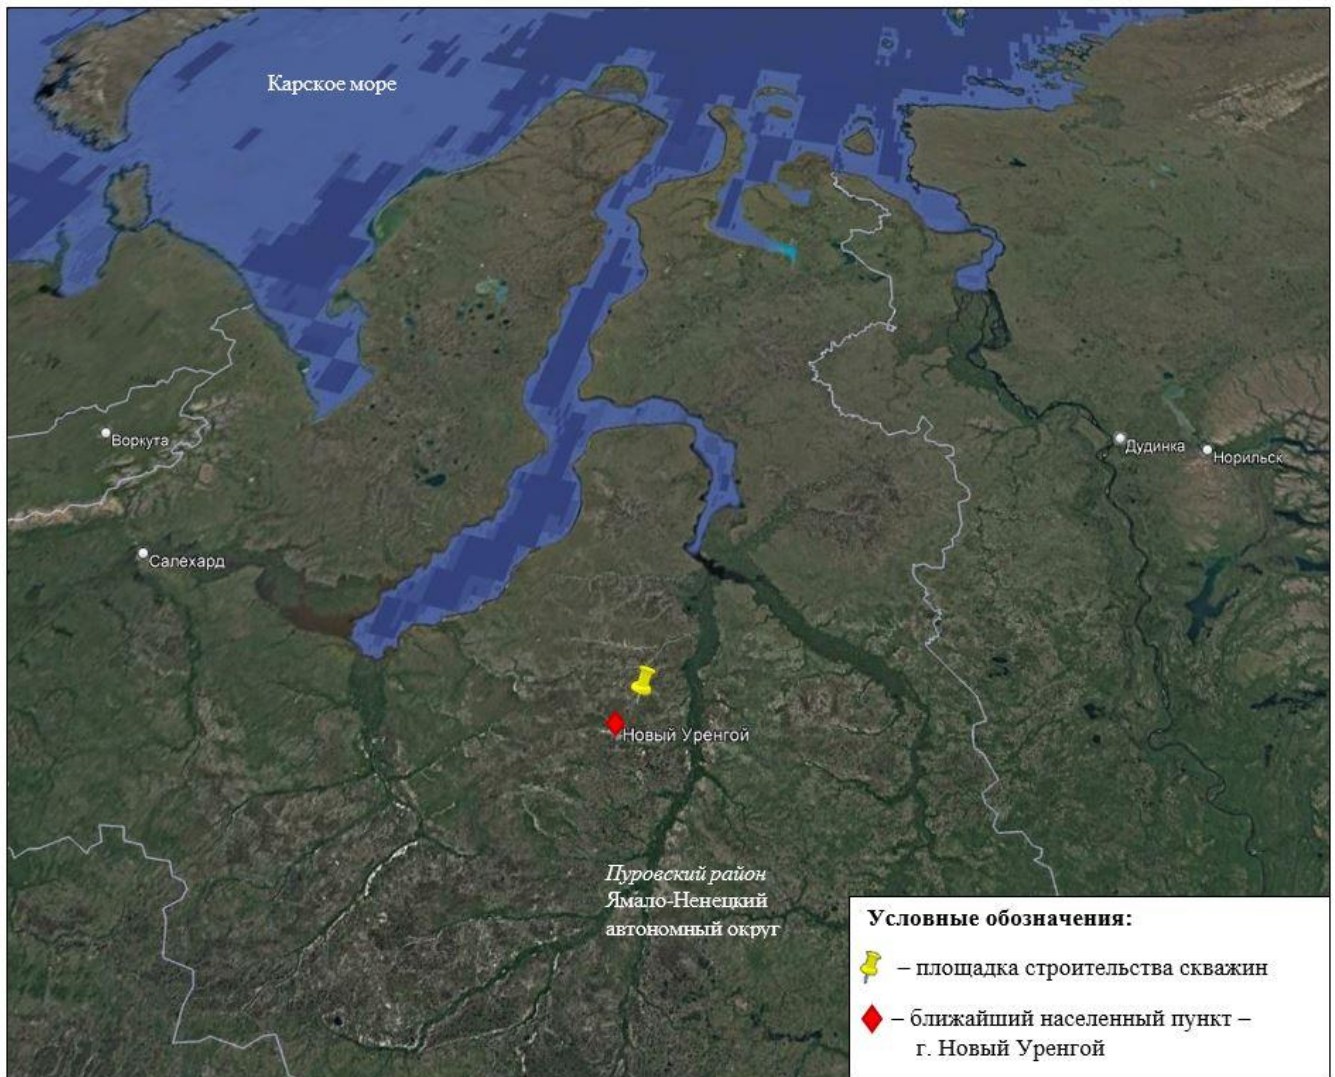 Карское море
Воркута
Дудинка
Норильск
Салехард
Новый Уренгой
Пуровский район
Ямало-Ненецкий
автономный округ
Условные обозначения:
– площадка строительства скважин
– ближайший населенный пункт –
г. Новый Уренгой